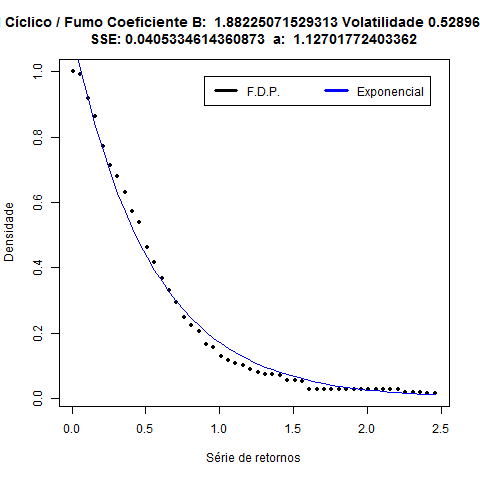 Cíclico / Fumo Coeficiente B: 1.88225071529313 Volatilidade 0.52896
SSE: 0.0405334614360873 a: 1.12701772403362
F.D.P.
Exponencial
Densidade
1.0
0.8
0.6
0.4
0.2
0.0
0.0 0.5 1.0 1.5 2.0 2.5
Série de retornos